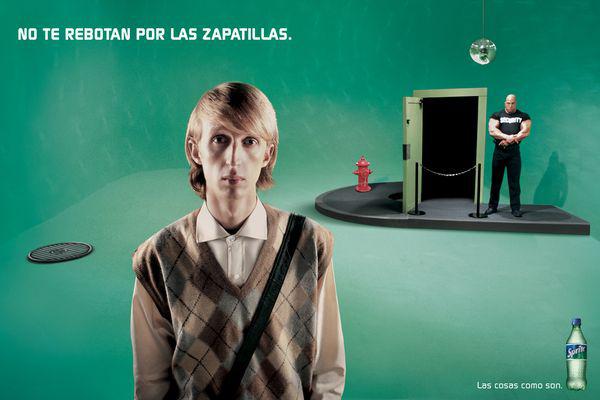 NO TE REBOTAN POR LAS ZAPATILLAS.
SECURITY
Sprite
Las cosas como son.